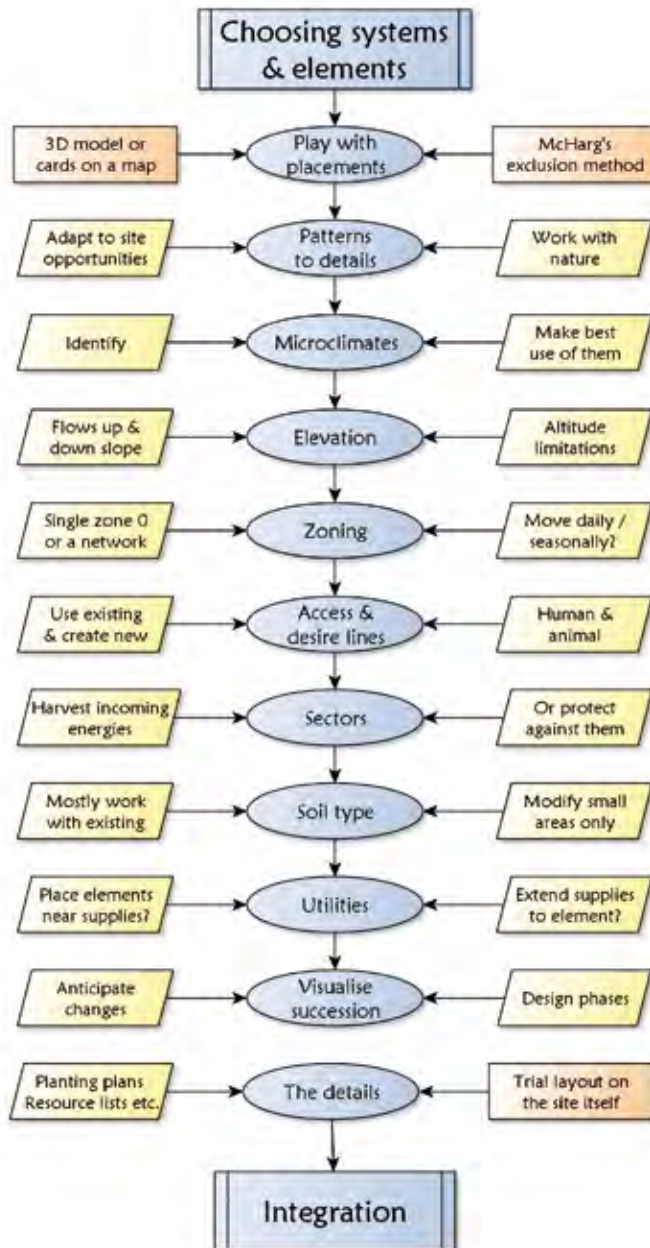 Choosing systems
& elements
3D model or
cards on a map
Play with
placements
McHarg's
exclusion method
Adapt to site
opportunities
Patterns
to details
Work with
nature
Identify
Microclimates
Make best
use of them
Flows up &
down slope
Elevation
Altitude
limitations
Single zone 0
or a network
Zoning
Move daily /
seasonally?
Use existing
& create new
Access &
desire lines
Human &
animal
Harvest incoming
energies
Sectors
Or protect
against them
Mostly work
with existing
Soil type
Modify small
areas only
Place elements
near supplies?
Utilities
Extend supplies
to element?
Anticipate
changes
Visualise
succession
Design phases
Planting plans
Resource lists etc.
The details
Trial layout on
the site itself
Integration